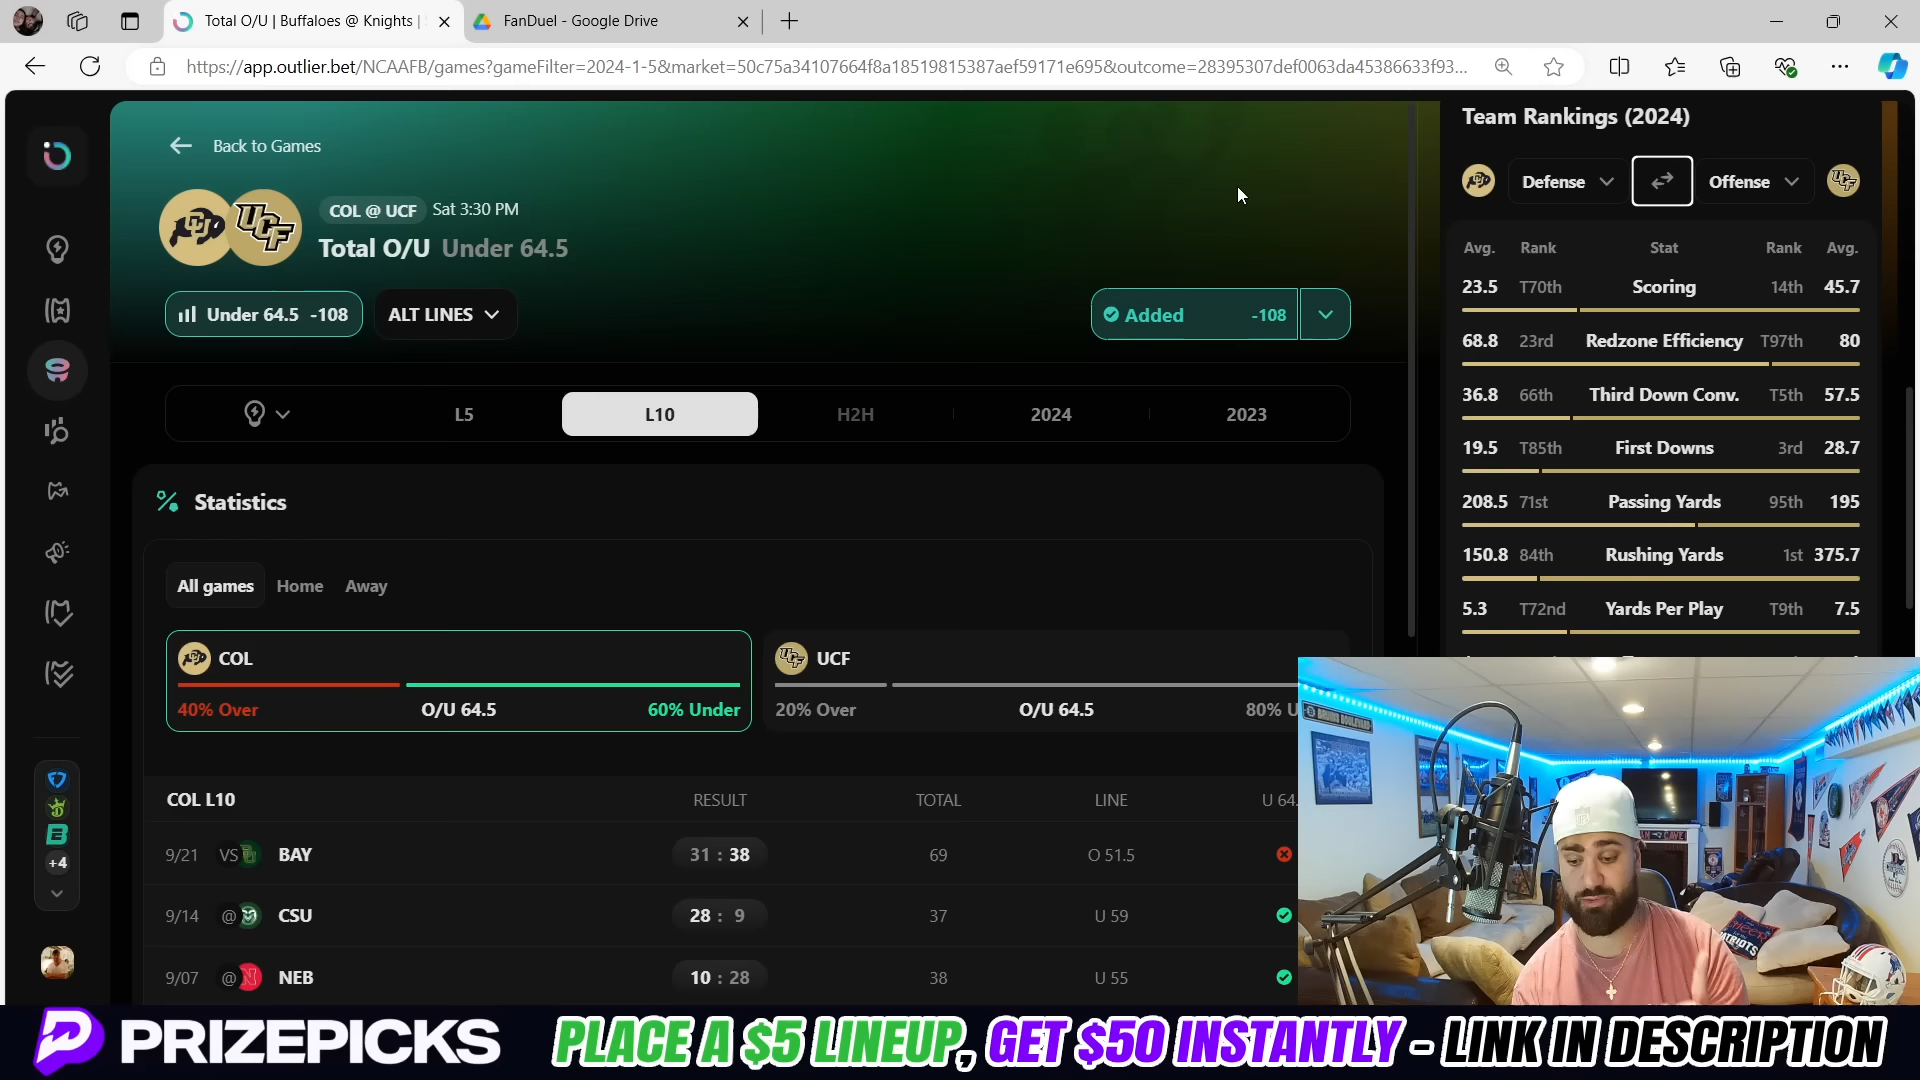 Total O/U | Buffaloes @ Knights |
FanDuel - Google Drive
https://app.outlier.bet/NCAAFB/games?gameFilter=2024-1-5&market=50c75a34107664f8a18519815387aef59171e695&outcome=28395307def0063da45386633f93...
Back to Games
COL @ UCF Sat 3:30 PM
Total O/U Under 64.5
Under 64.5 -108
ALT LINES
Added -108
L5 L10 H2H 2024 2023
Statistics
All games Home Away
COL
40% Over O/U 64.5 60% Under
UCF
20% Over O/U 64.5 80% U
COL L10 RESULT TOTAL LINE U 64.
9/21 VS BAY 31 : 38 69 O 51.5
9/14 @ CSU 28 : 9 37 U 59
9/07 @ NEB 10 : 28 38 U 55
+4
Team Rankings (2024)
Defense Offense
Avg. Rank Stat Rank Avg.
23.5 T70th Scoring 14th 45.7
68.8 23rd Redzone Efficiency T97th 80
36.8 66th Third Down Conv. T5th 57.5
19.5 T85th First Downs 3rd 28.7
208.5 71st Passing Yards 95th 195
150.8 84th Rushing Yards 1st 375.7
5.3 T72nd Yards Per Play T9th 7.5
PRIZEPICKS
PLACE A $5 LINEUP, GET $50 INSTANTLY - LINK IN DESCRIPTION